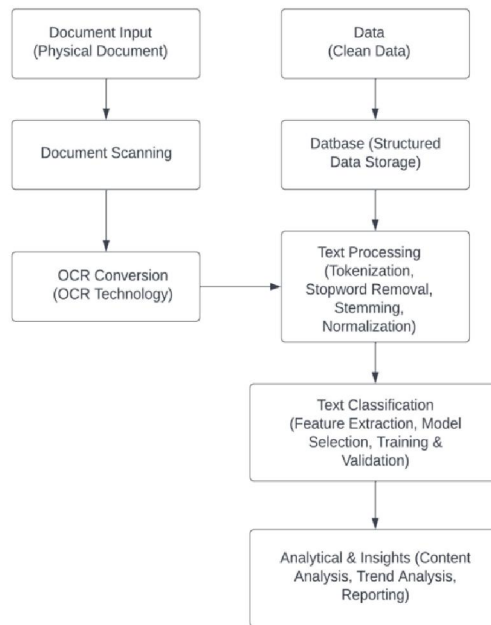 Document Input
(Physical Document)
Document Scanning
OCR Conversion
(OCR Technology)
Data
(Clean Data)
Datbase (Structured
Data Storage)
Text Processing
(Tokenization,
Stopword Removal,
Stemming,
Normalization)
Text Classification
(Feature Extraction, Model
Selection, Training &
Validation)
Analytical & Insights (Content
Analysis, Trend Analysis,
Reporting)